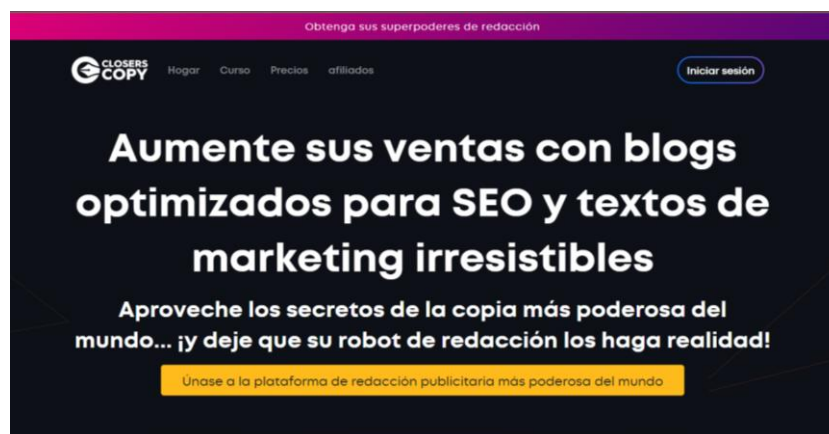 Obtenga sus superpoderes de redacción
CLOSERS
COPY
Hogar Curso Precios afiliados
Iniciar sesión
Aumente sus ventas con blogs
optimizados para SEO y textos de
marketing irresistibles
Aproveche los secretos de la copia más poderosa del
mundo... ¡y deje que su robot de redacción los haga realidad!
Únase a la plataforma de redacción publicitaria más poderosa del mundo